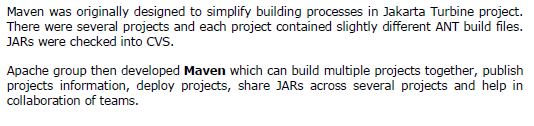 Maven was originally designed to simplify building processes in Jakarta Turbine project.
There were several projects and each project contained slightly different ANT build files.
JARs were checked into CVS.
Apache group then developed Maven which can build multiple projects together, publish
projects information, deploy projects, share JARs across several projects and help in
collaboration of teams.